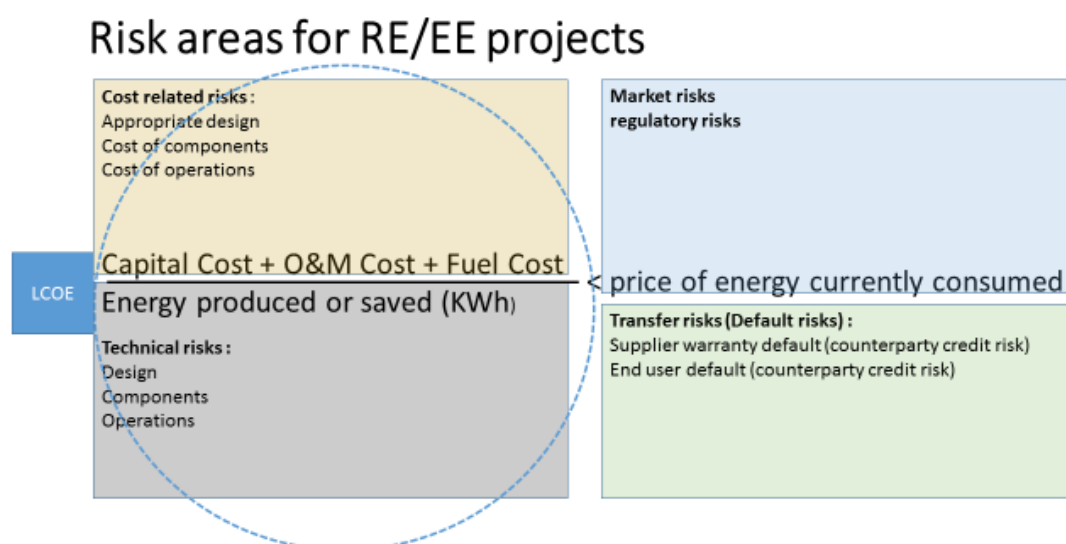 Risk areas for RE/EE projects
Cost related risks :
Appropriate design
Cost of components
Cost of operations
Market risks
regulatory risks
LCOE
Capital Cost + O&M Cost + Fuel Cost
Energy produced or saved (KWh)
< price of energy currently consumed
Technical risks :
Design
Components
Operations
Transfer risks (Default risks) :
Supplier warranty default (counterparty credit risk)
End user default (counterparty credit risk)